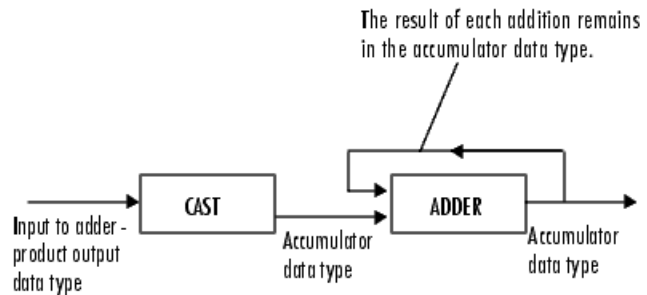 The result of each addition remains
in the accumulator data type.
CAST
ADDER
Input to adder -
product output
data type
Accumulator
data type
Accumulator
data type